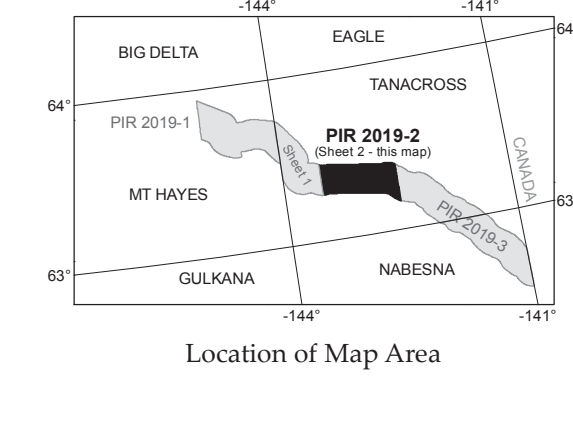 -144°
-141°
64
EAGLE
BIG DELTA
TANACROSS
64°
PIR 2019-1
PIR 2019-2
(Sheet 2 - this map)
Sheet 1
CANADA
MT HAYES
63
PIR 2019-3
63°
GULKANA
NABESNA
-144°
-141°
Location of Map Area